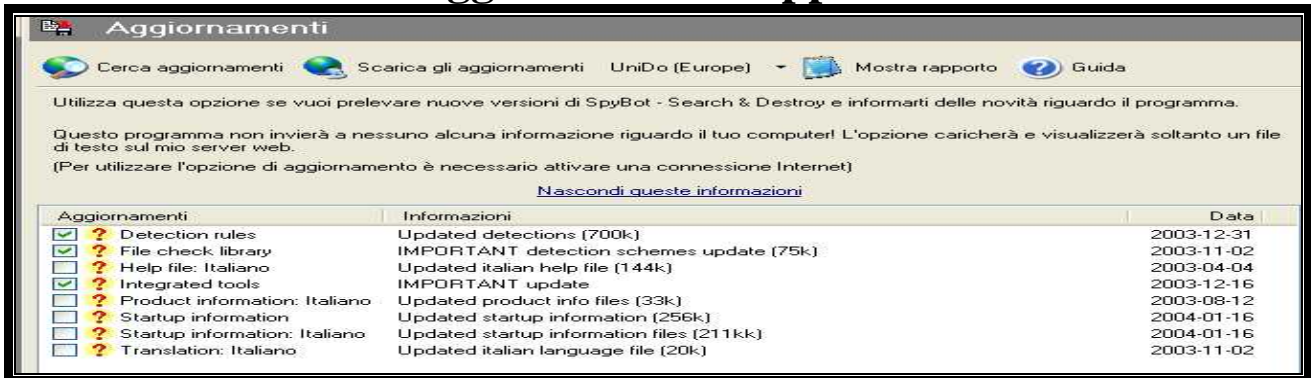 Aggiornamenti
Cerca aggiornamenti Scarica gli aggiornamenti UniDo (Europe) Mostra rapporto Guida
Utilizza questa opzione se vuoi prelevare nuove versioni di SpyBot - Search & Destroy e informarti delle novità riguardo il programma.
Questo programma non invierà a nessuno alcuna informazione riguardo il tuo computer! L'opzione caricherà e visualizzerà soltanto un file
di testo sul mio server web.
(Per utilizzare l'opzione di aggiornamento è necessario attivare una connessione Internet)
Nascondi queste informazioni
Aggiornamenti Informazioni Data
? Detection rules Updated detections (700k) 2003-12-31
? File check library IMPORTANT detection schemes update (75k) 2003-11-02
? Help file: Italiano Updated italian help file (144k) 2003-04-04
? Integrated tools IMPORTANT update 2003-12-16
? Product information: Italiano Updated product info files (33k) 2003-08-12
? Startup information Updated startup information (256k) 2004-01-16
? Startup information: Italiano Updated startup information files (211kk) 2004-01-16
? Translation: Italiano Updated italian language file (20k) 2003-11-02